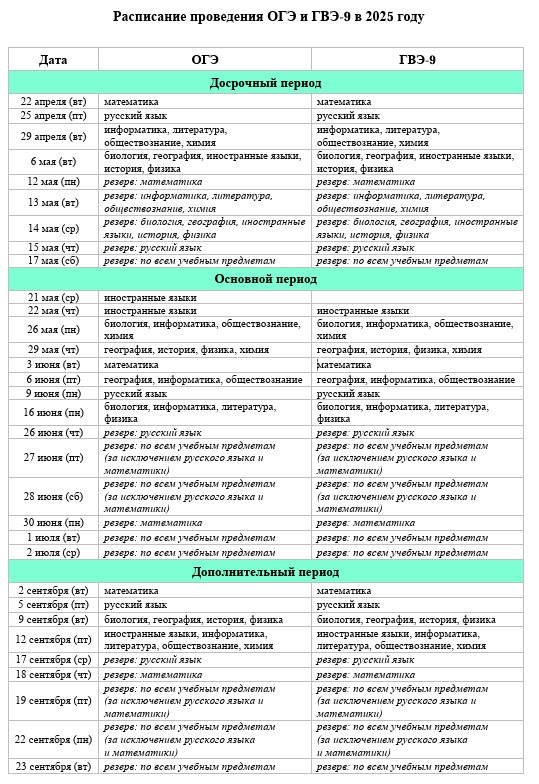 Расписание проведения ОГЭ и ГВЭ-9 в 2025 году
Дата ОГЭ ГВЭ-9
Досрочный период
22 апреля (вт) математика математика
25 апреля (пт) русский язык русский язык
29 апреля (вт) информатика, литература, информатика, литература,
обществознание, химия обществознание, химия
6 мая (вт) биология, география, иностранные языки, биология, география, иностранные языки,
история, физика история, физика
12 мая (пн) резерв: математика резерв: математика
13 мая (вт) резерв: информатика, литература, резерв: информатика, литература,
обществознание, химия обществознание, химия
14 мая (ср) резерв: биология, география, иностранные резерв: биология, география, иностранные
языки, история, физика языки, история, физика
15 мая (чт) резерв: русский язык резерв: русский язык
17 мая (сб) резерв: по всем учебным предметам резерв: по всем учебным предметам
Основной период
21 мая (ср) иностранные языки
22 мая (чт) иностранные языки иностранные языки
26 мая (пн) биология, информатика, обществознание, биология, информатика, обществознание,
химия химия
29 мая (чт) география, история, физика, химия география, история, физика, химия
3 июня (вт) математика математика
6 июня (пт) география, информатика, обществознание география, информатика, обществознание
9 июня (пн) русский язык русский язык
16 июня (пн) биология, информатика, литература, биология, информатика, литература,
физика физика
26 июня (чт) резерв: русский язык резерв: русский язык
27 июня (пт) резерв: по всем учебным предметам резерв: по всем учебным предметам
(за исключением русского языка и (за исключением русского языка и
математики) математики)
28 июня (сб) резерв: по всем учебным предметам резерв: по всем учебным предметам
(за исключением русского языка и (за исключением русского языка и
математики) математики)
30 июня (пн) резерв: математика резерв: математика
1 июля (вт) резерв: по всем учебным предметам резерв: по всем учебным предметам
2 июля (ср) резерв: по всем учебным предметам резерв: по всем учебным предметам
Дополнительный период
2 сентября (вт) математика математика
5 сентября (пт) русский язык русский язык
9 сентября (вт) биология, география, история, физика биология, география, история, физика
12 сентября (пт) иностранные языки, информатика, иностранные языки, информатика,
литература, обществознание, химия литература, обществознание, химия
17 сентября (ср) резерв: русский язык резерв: русский язык
18 сентября (чт) резерв: математика резерв: математика
19 сентября (пт) резерв: по всем учебным предметам резерв: по всем учебным предметам
(за исключением русского языка и (за исключением русского языка и
математики) математики)
22 сентября (пн) резерв: по всем учебным предметам резерв: по всем учебным предметам
(за исключением русского языка (за исключением русского языка
и математики) и математики)
23 сентября (вт) резерв: по всем учебным предметам резерв: по всем учебным предметам